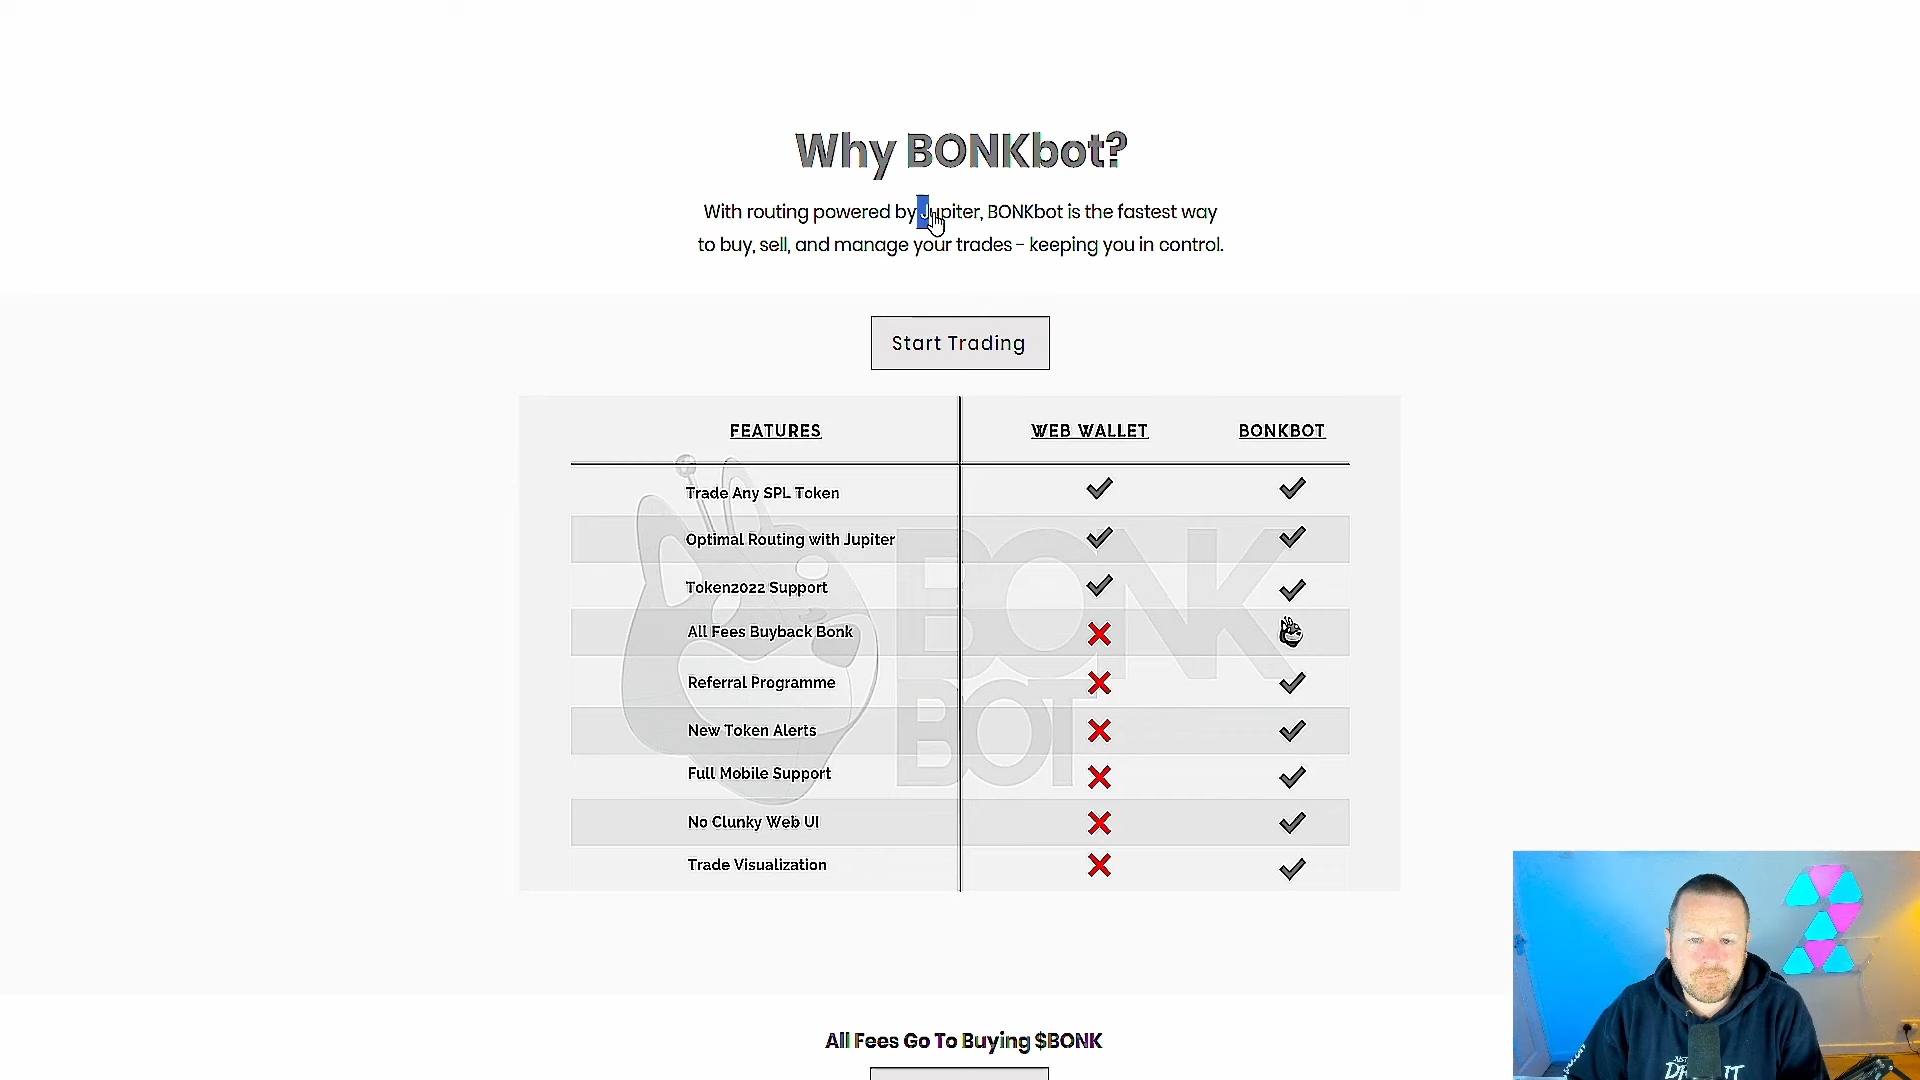 Why BONKbot?
With routing powered by Jupiter, BONKbot is the fastest way
to buy, sell, and manage your trades - keeping you in control.
Start Trading
FEATURES WEB WALLET BONKBOT
Trade Any SPL Token
Optimal Routing with Jupiter
Token2022 Support
All Fees Buyback Bonk
Referral Programme
New Token Alerts
Full Mobile Support
No Clunky Web UI
Trade Visualization
BONK
BOT
All Fees Go To Buying $BONK